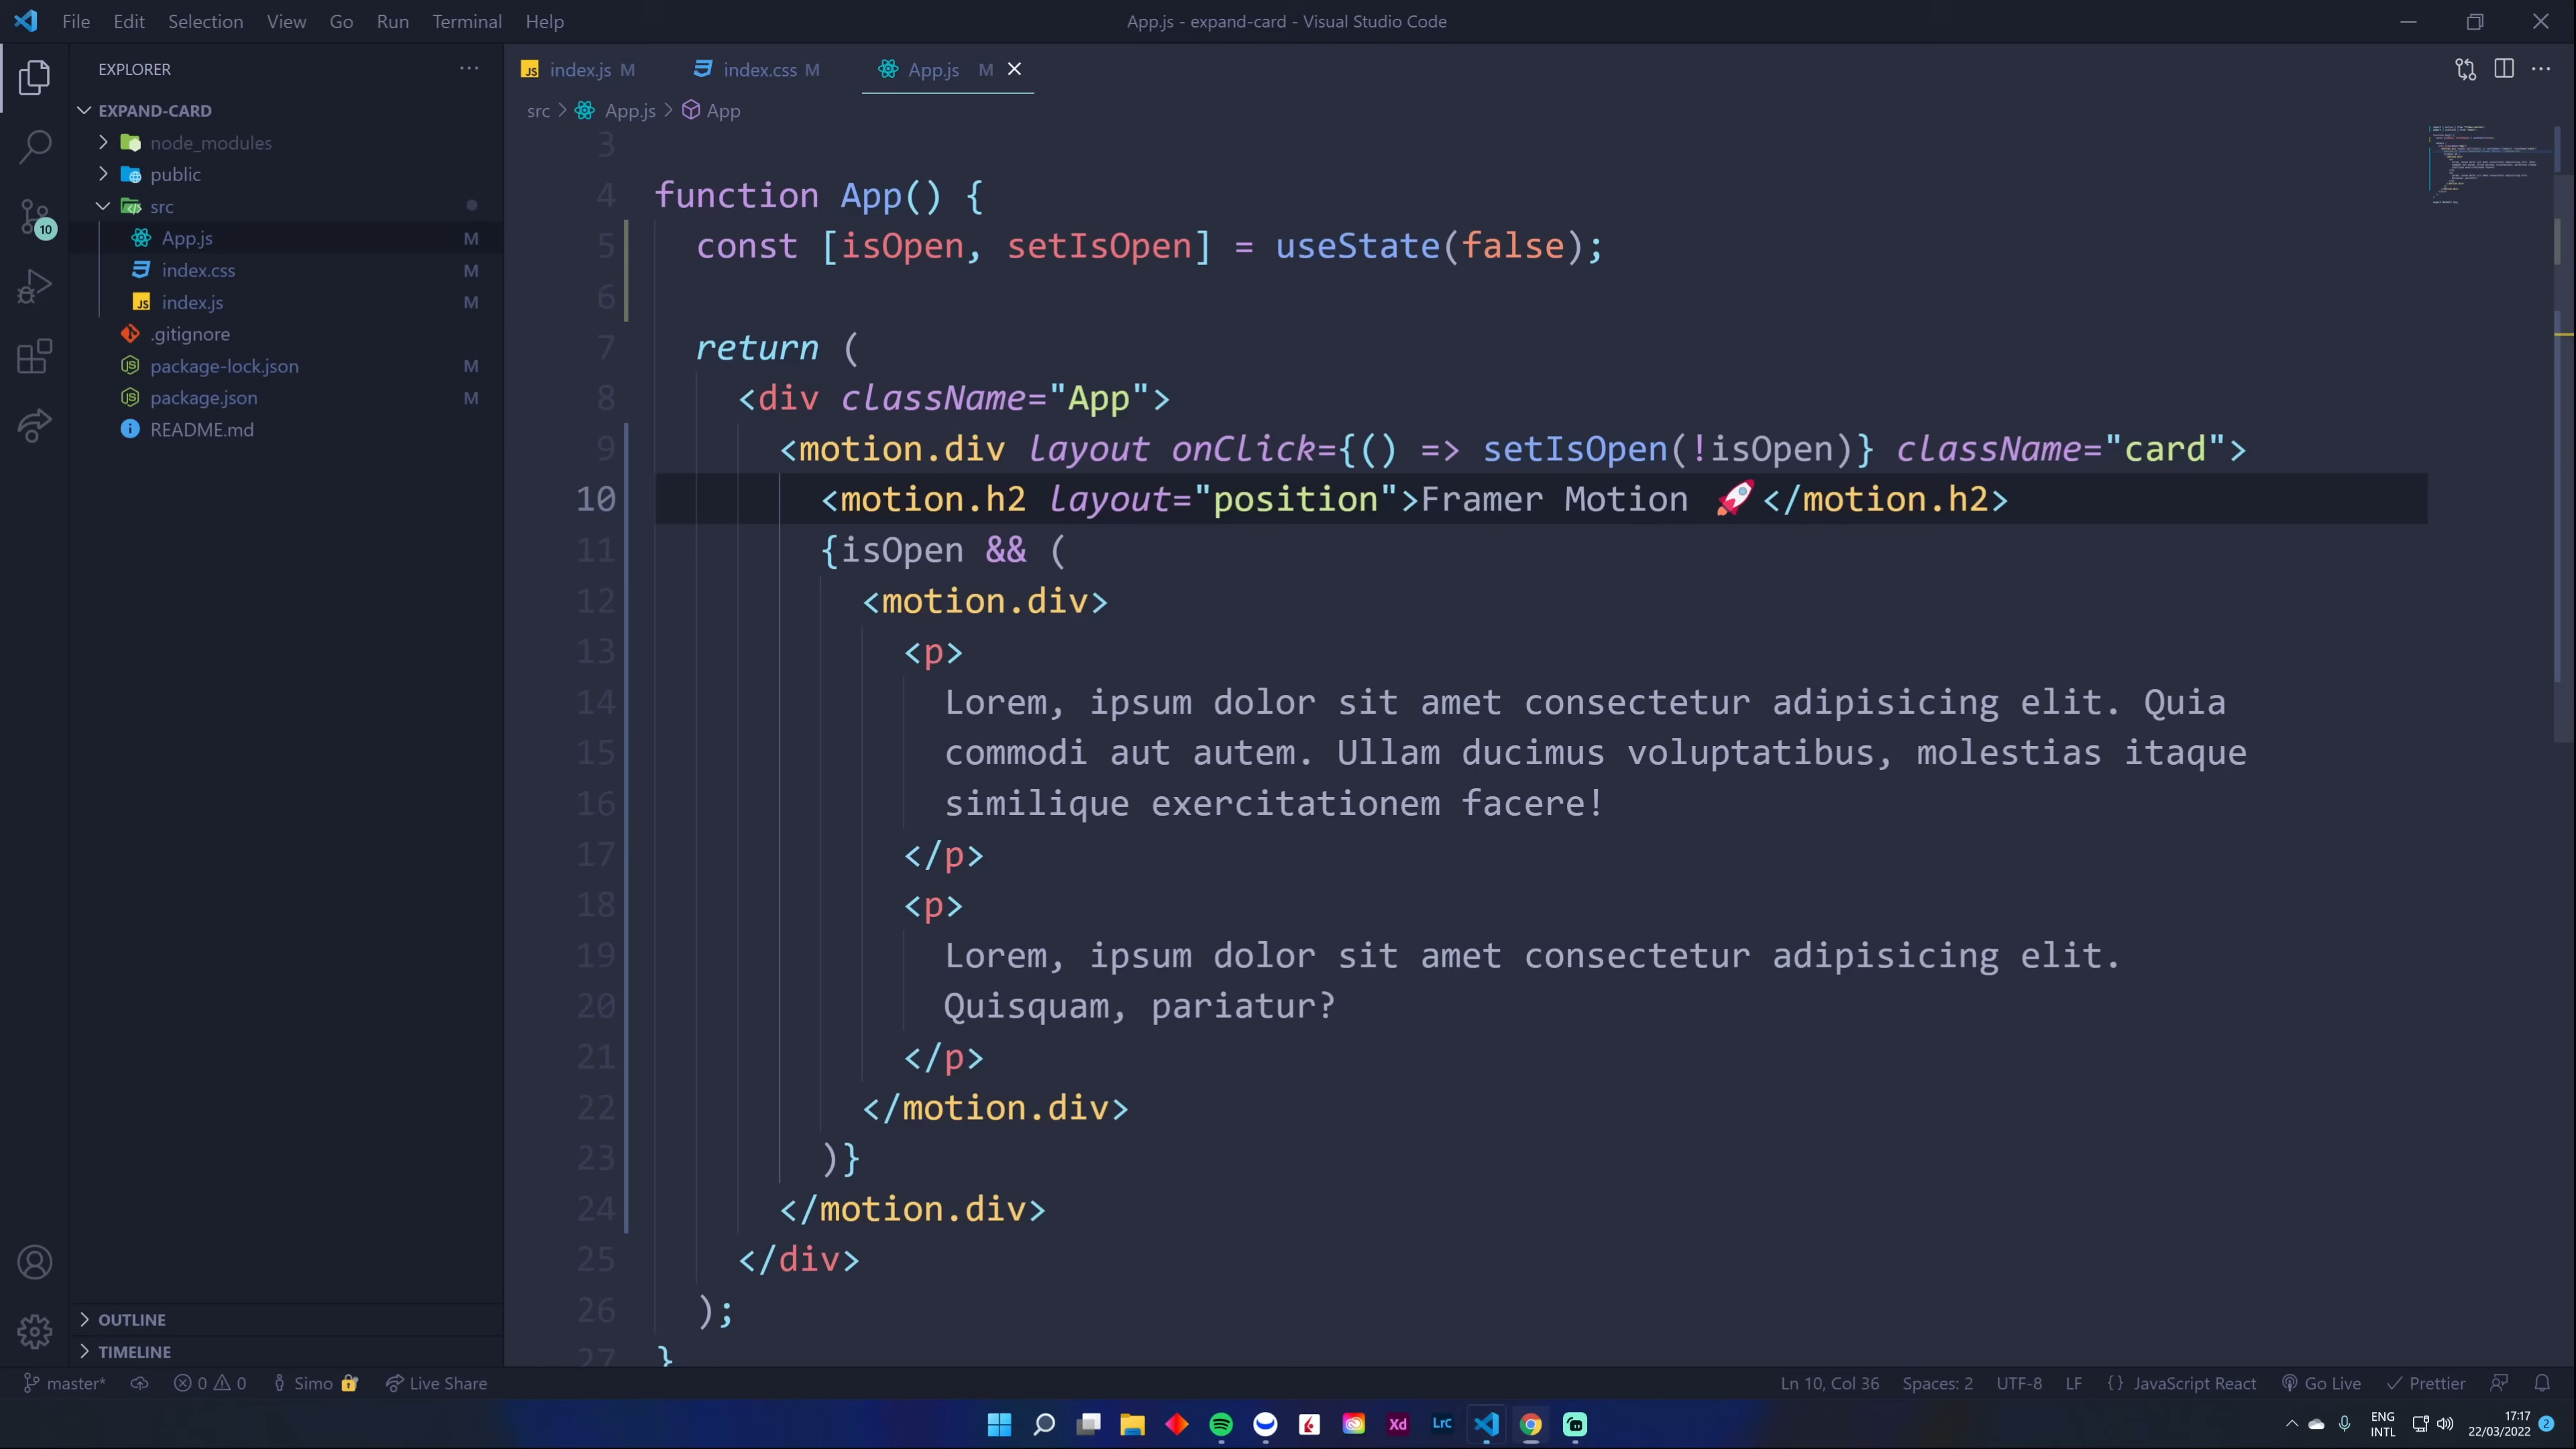 File Edit Selection View Go Run Terminal Help App.js - expand-card - Visual Studio Code
EXPLORER
EXPAND-CARD
node_modules
public
src
App.js M
index.css M
index.js M
.gitignore
package-lock.json M
package.json M
README.md
OUTLINE
TIMELINE
10
index.js M index.css M App.js M
src > App.js > App
3
4 function App() {
5 const [isOpen, setIsOpen] = useState(false);
6
7 return (
8 <div className="App">
9 <motion.div layout onClick={() => setIsOpen(!isOpen)} className="card">
10 <motion.h2 layout="position">Framer Motion 🚀</motion.h2>
11 {isOpen && (
12 <motion.div>
13 <p>
14 Lorem, ipsum dolor sit amet consectetur adipisicing elit. Quia
15 commodi aut autem. Ullam ducimus voluptatibus, molestias itaque
16 similique exercitationem facere!
17 </p>
18 <p>
19 Lorem, ipsum dolor sit amet consectetur adipisicing elit.
20 Quisquam, pariatur?
21 </p>
22 </motion.div>
23 )}
24 </motion.div>
25 </div>
26 );
27 }
master* 0 0 Simo Live Share Ln 10, Col 36 Spaces: 2 UTF-8 LF {} JavaScript React Go Live Prettier
Xd Lrc ENG INTL 17:17 22/03/2022 2